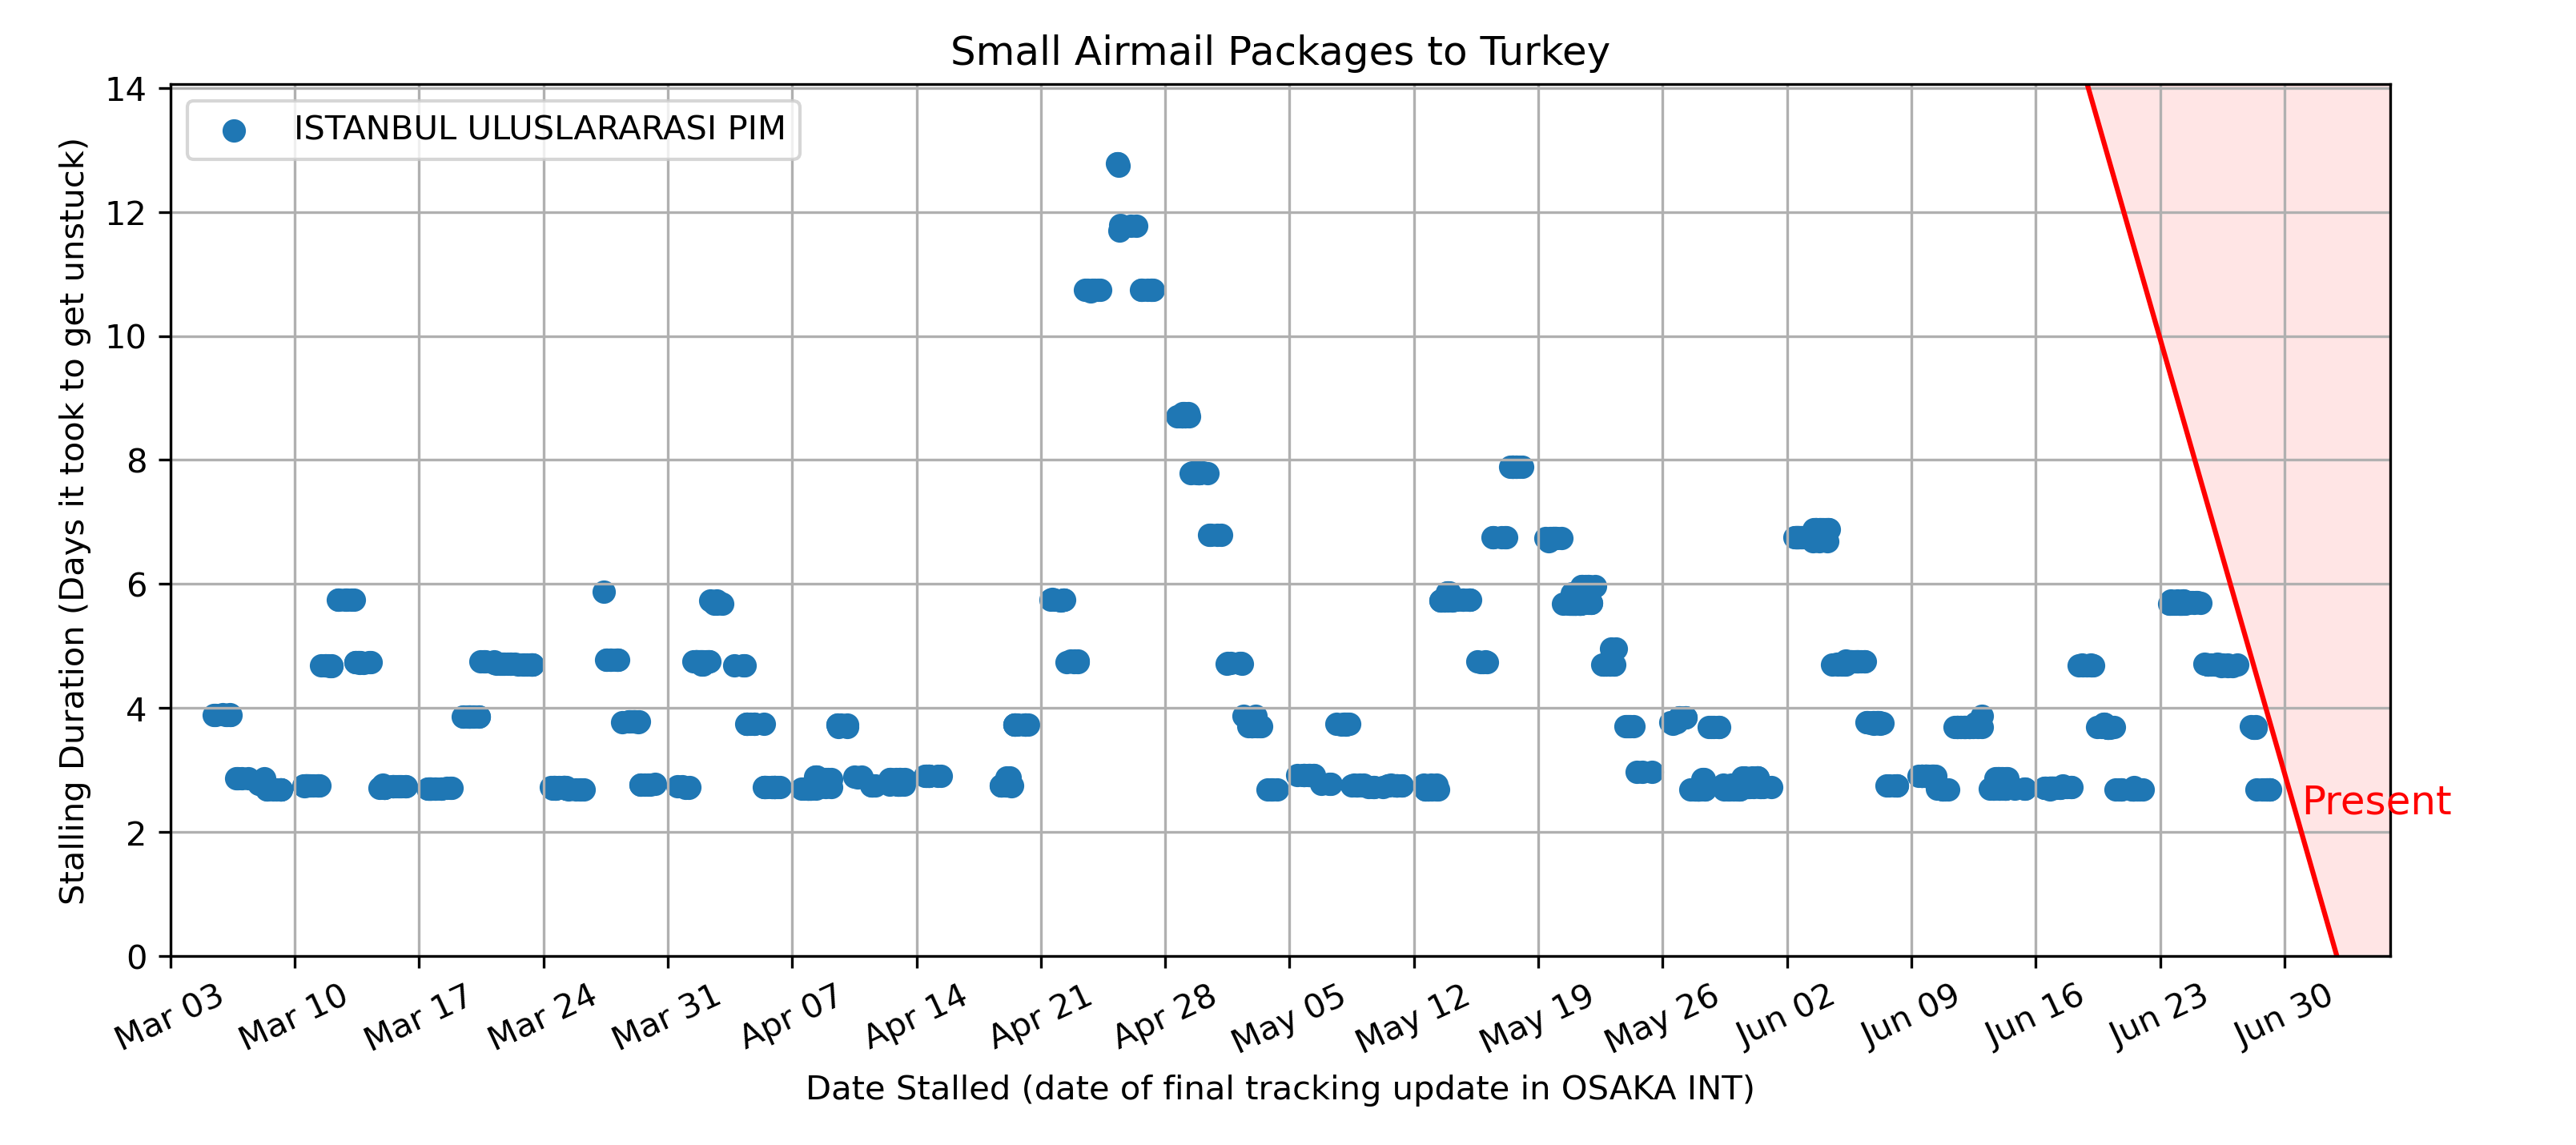 Small Airmail Packages to Turkey
ISTANBUL ULUSLARARASI PIM
Stalling Duration (Days it took to get unstuck)
14
12
10
8
6
4
2
0
Present
Mar 03
Mar 10
Mar 17
Mar 24
Mar 31
Apr 07
Apr 14
Apr 21
Apr 28
May 05
May 12
May 19
May 26
Jun 02
Jun 09
Jun 16
Jun 23
Jun 30
Date Stalled (date of final tracking update in OSAKA INT)